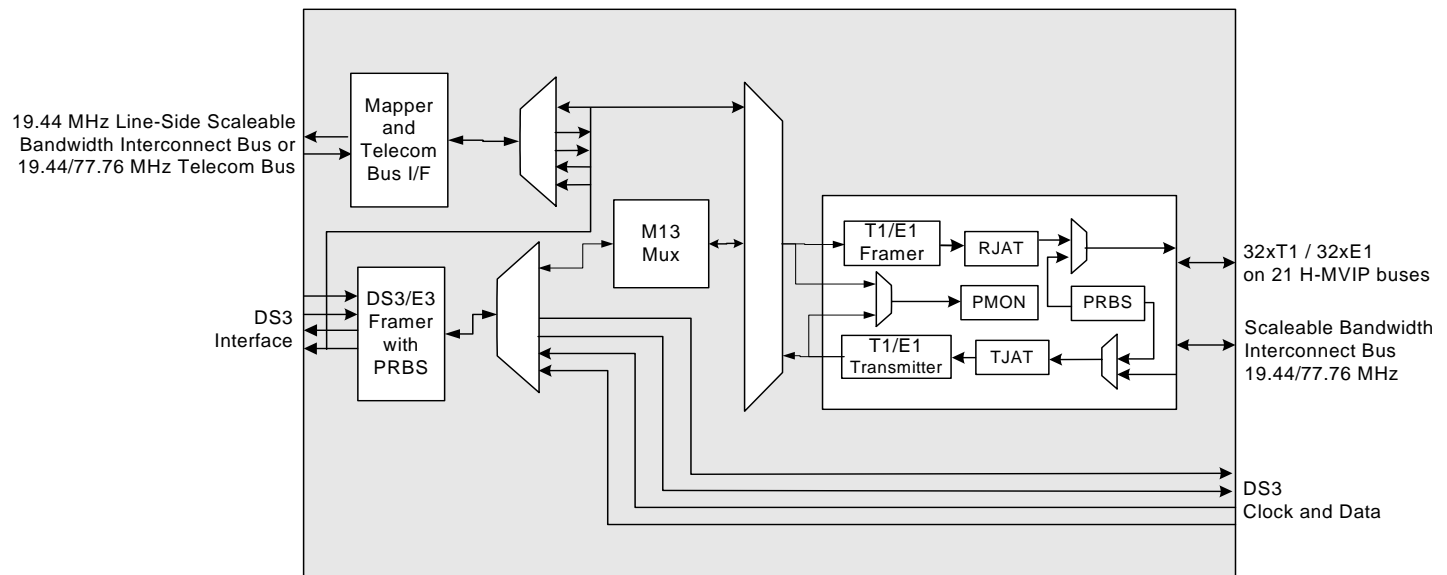 19.44 MHz Line-Side Scaleable
Bandwidth Interconnect Bus or
19.44/77.76 MHz Telecom Bus
Mapper
and
Telecom
Bus I/F
M13
Mux
DS3
Interface
DS3/E3
Framer
with
PRBS
T1/E1
Framer
RJAT
PMON
PRBS
T1/E1
Transmitter
TJAT
32xT1 / 32xE1
on 21 H-MVIP buses
Scaleable Bandwidth
Interconnect Bus
19.44/77.76 MHz
DS3
Clock and Data